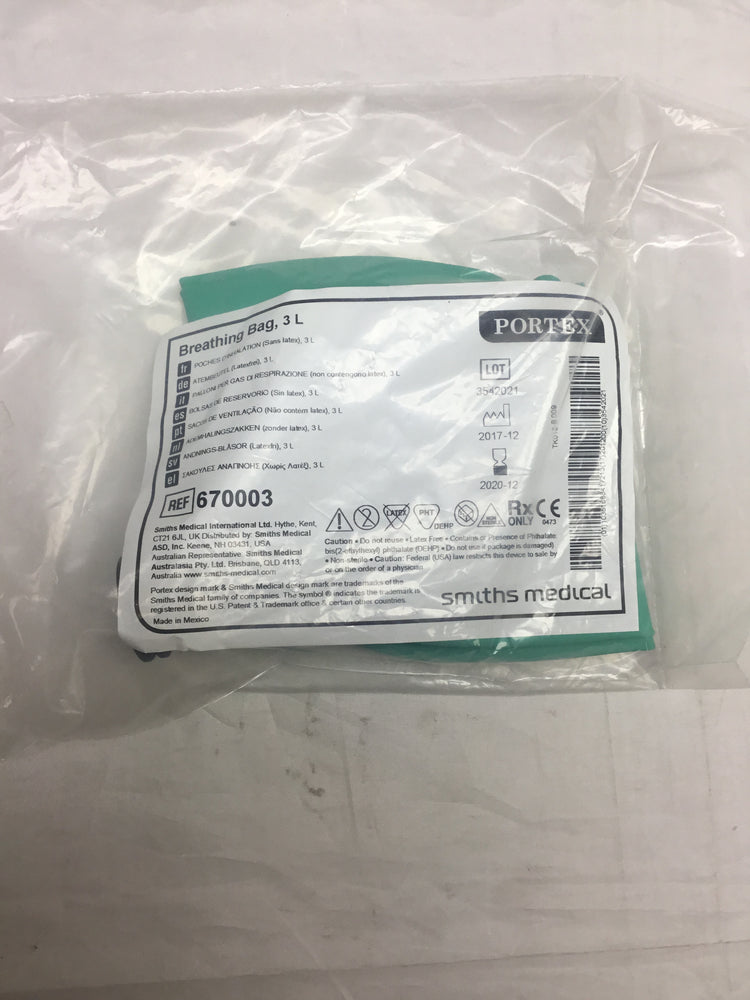 Breathing Bag, 3 L
PORTEX®
fr POCHES D'INHALATION (Sans latex), 3 L
de ATEMBEUTEL (Latexfrei), 3 L
it PALLONI PER GAS DI RESPIRAZIONE (non contengono latex), 3 L
es BOLSAS DE RESERVORIO (Sin latex), 3 L
pt SACOS DE VENTILAÇÃO (Não contém latex), 3 L
nl ADEMHALINGSZAKKEN (zonder latex), 3 L
sv ANDNINGS-BLÅSOR (Latexfri), 3 L
el ΣΑΚΟΥΛΕΣ ΑΝΑΠΝΟΗΣ (Χωρίς Λατέξ), 3 L
LOT
3542021
2017-12
2020-12
REF 670003
LATEX
PHT
DEHP
Rx ONLY
CE
0473
Smiths Medical International Ltd. Hythe, Kent,
CT21 6JL, UK Distributed by: Smiths Medical
ASD, Inc. Keene, NH 03431, USA
Australian Representative, Smiths Medical
Australasia Pty. Ltd. Brisbane, QLD 4113,
Australia www.smiths-medical.com
Caution • Do not reuse • Latex Free • Contains or Presence of Phthalate:
bis(2-ethylhexyl) phthalate (DEHP) • Do not use if package is damaged)
• Non-sterile • Caution: Federal (USA) law restricts this device to sale by
or on the order of a physician.
Portex design mark & Smiths Medical design mark are trademarks of the
Smiths Medical family of companies. The symbol ® indicates the trademark is
registered in the U.S. Patent & Trademark office & certain other countries.
Made in Mexico
smiths medical